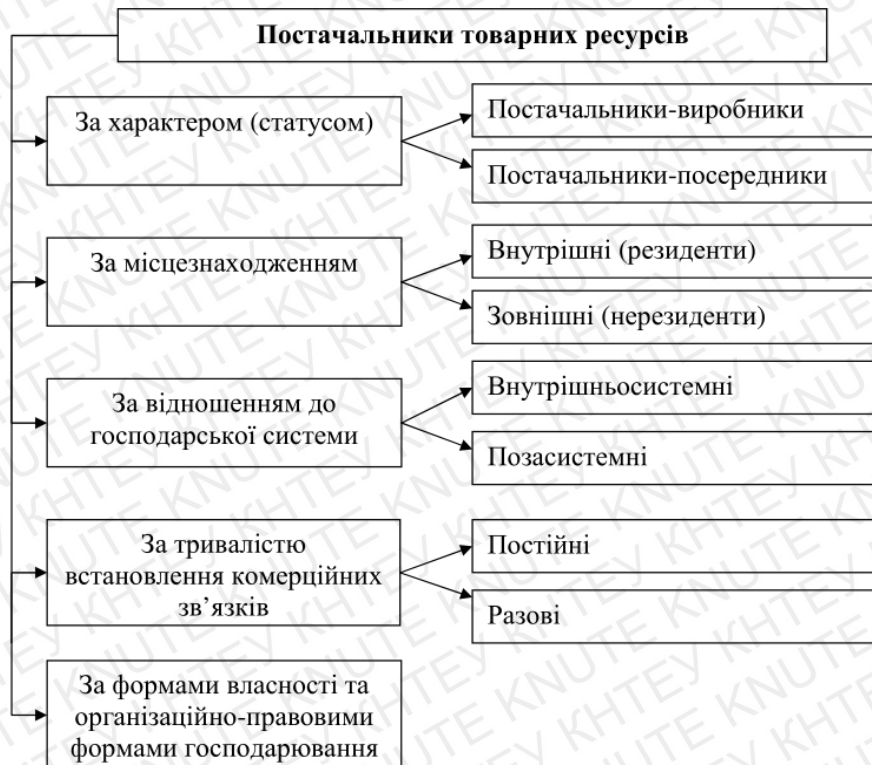 Постачальники товарних ресурсів
За характером (статусом)
Постачальники-виробники
Постачальники-посередники
За місцезнаходженням
Внутрішні (резиденти)
Зовнішні (нерезиденти)
За відношенням до
господарської системи
Внутрішньосистемні
Позасистемні
За тривалістю
встановлення комерційних
зв’язків
Постійні
Разові
За формами власності та
організаційно-правовими
формами господарювання